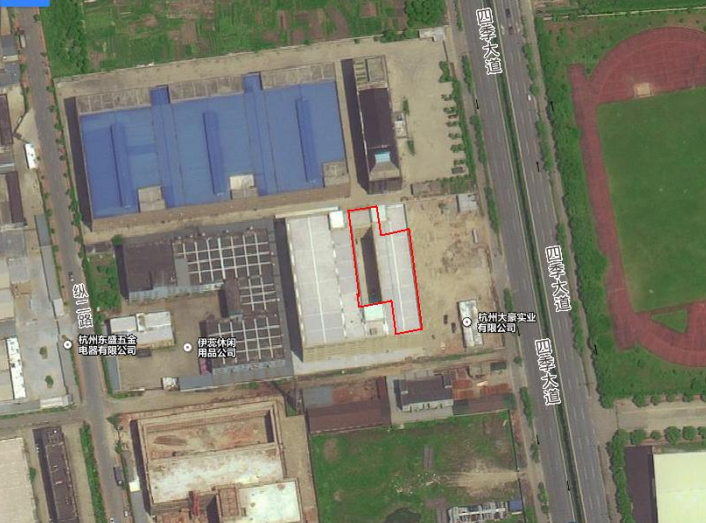 四季大道
四季大道
纵二路
杭州大豪实业
有限公司
杭州东盛五金
电器有限公司
伊蕊休闲
用品公司
四季大道